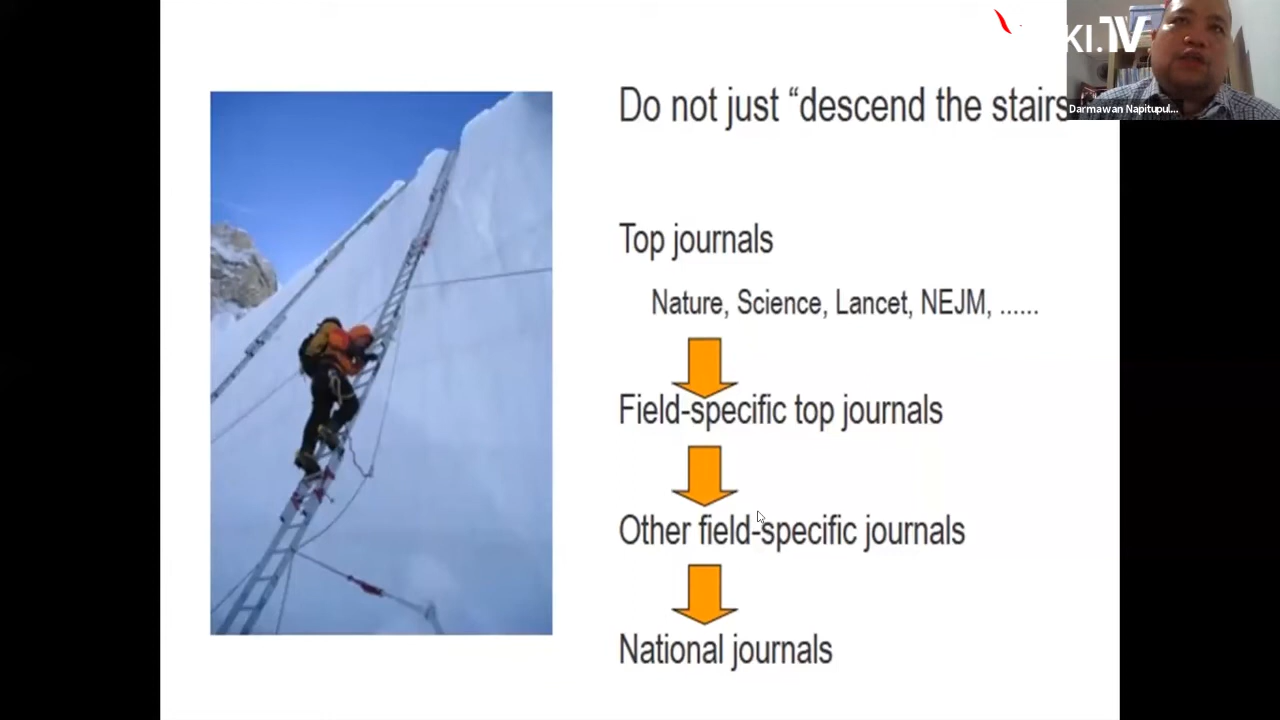 KI.TV
Darmawan Napitupul...
Do not just “descend the stairs
Top journals
Nature, Science, Lancet, NEJM, ......
Field-specific top journals
Other field-specific journals
National journals